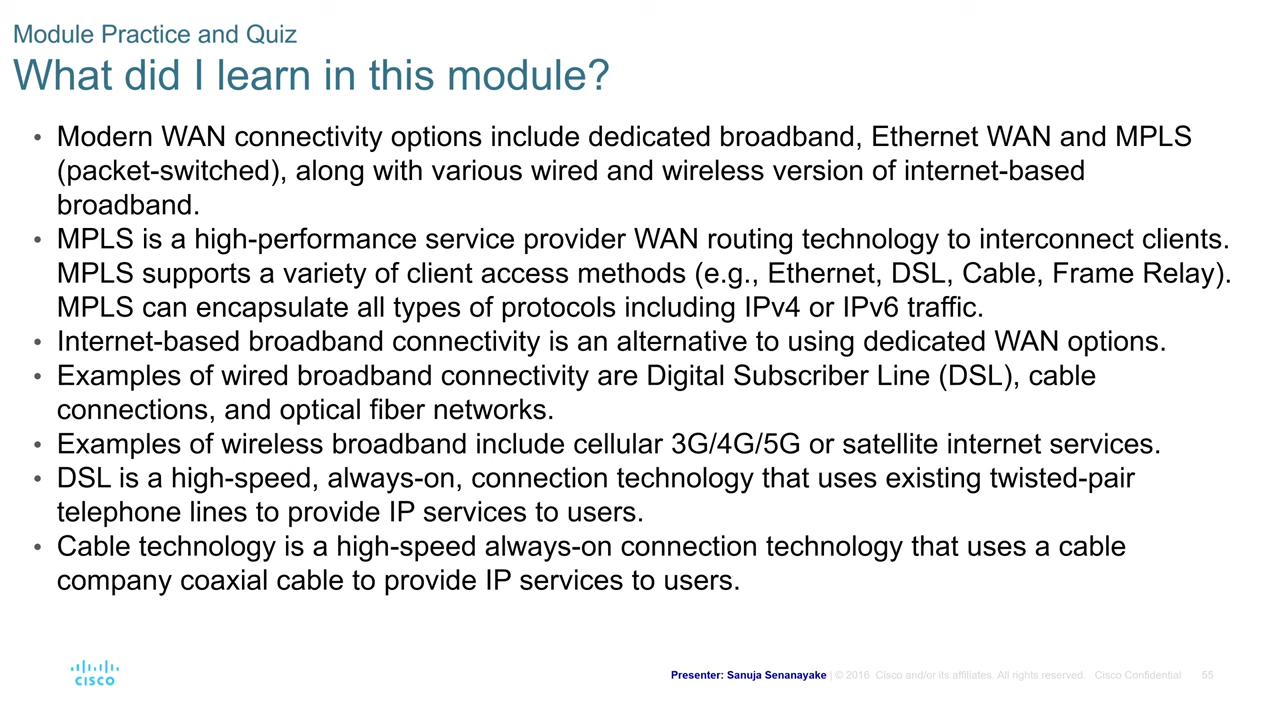 Module Practice and Quiz
What did I learn in this module?
• Modern WAN connectivity options include dedicated broadband, Ethernet WAN and MPLS
(packet-switched), along with various wired and wireless version of internet-based
broadband.
• MPLS is a high-performance service provider WAN routing technology to interconnect clients.
MPLS supports a variety of client access methods (e.g., Ethernet, DSL, Cable, Frame Relay).
MPLS can encapsulate all types of protocols including IPv4 or IPv6 traffic.
• Internet-based broadband connectivity is an alternative to using dedicated WAN options.
• Examples of wired broadband connectivity are Digital Subscriber Line (DSL), cable
connections, and optical fiber networks.
• Examples of wireless broadband include cellular 3G/4G/5G or satellite internet services.
• DSL is a high-speed, always-on, connection technology that uses existing twisted-pair
telephone lines to provide IP services to users.
• Cable technology is a high-speed always-on connection technology that uses a cable
company coaxial cable to provide IP services to users.
CISCO
Presenter: Sanuja Senanayake | © 2016 Cisco and/or its affiliates. All rights reserved. Cisco Confidential 55